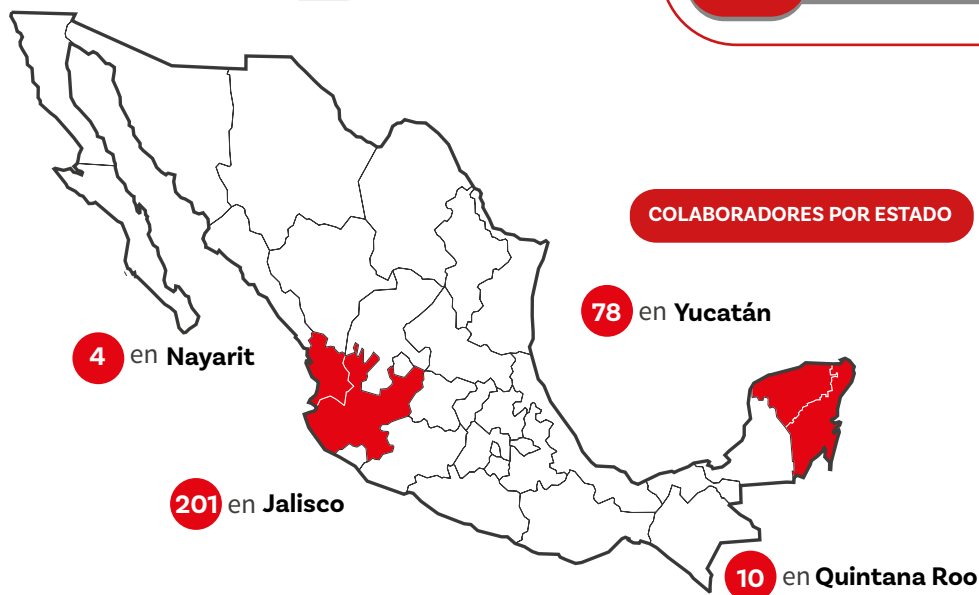 COLABORADORES POR ESTADO
78 en Yucatán
4 en Nayarit
201 en Jalisco
10 en Quintana Roo